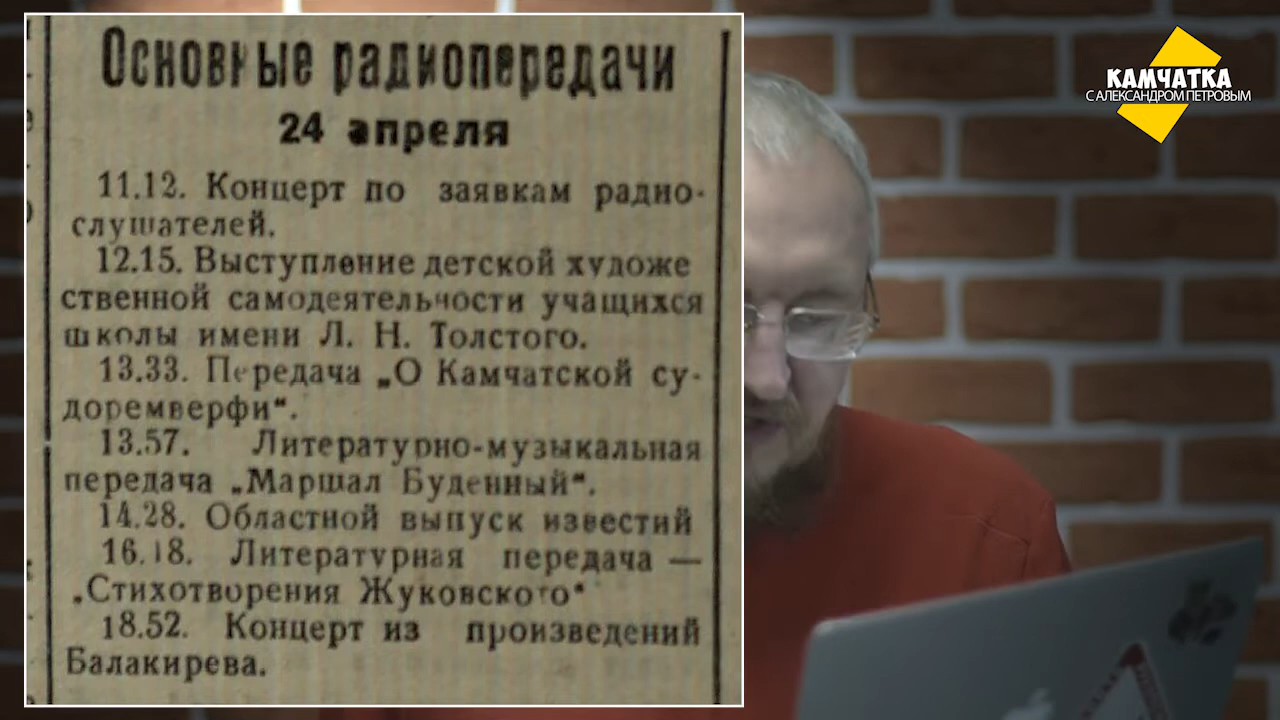 Основные радиопередачи
24 апреля
11.12. Концерт по заявкам радио-
слушателей.
12.15. Выступление детской художе
ственной самодеятельности учащихся
школы имени Л. Н. Толстого.
13.33. Передача „О Камчатской су-
доремверфи“.
13.57. Литературно-музыкальная
передача „Маршал Буденный“.
14.28. Областной выпуск известий
16.18. Литературная передача —
„Стихотворения Жуковского“
18.52. Концерт из произведений
Балакирева.
КАМЧАТКА
С АЛЕКСАНДРОМ ПЕТРОВЫМ